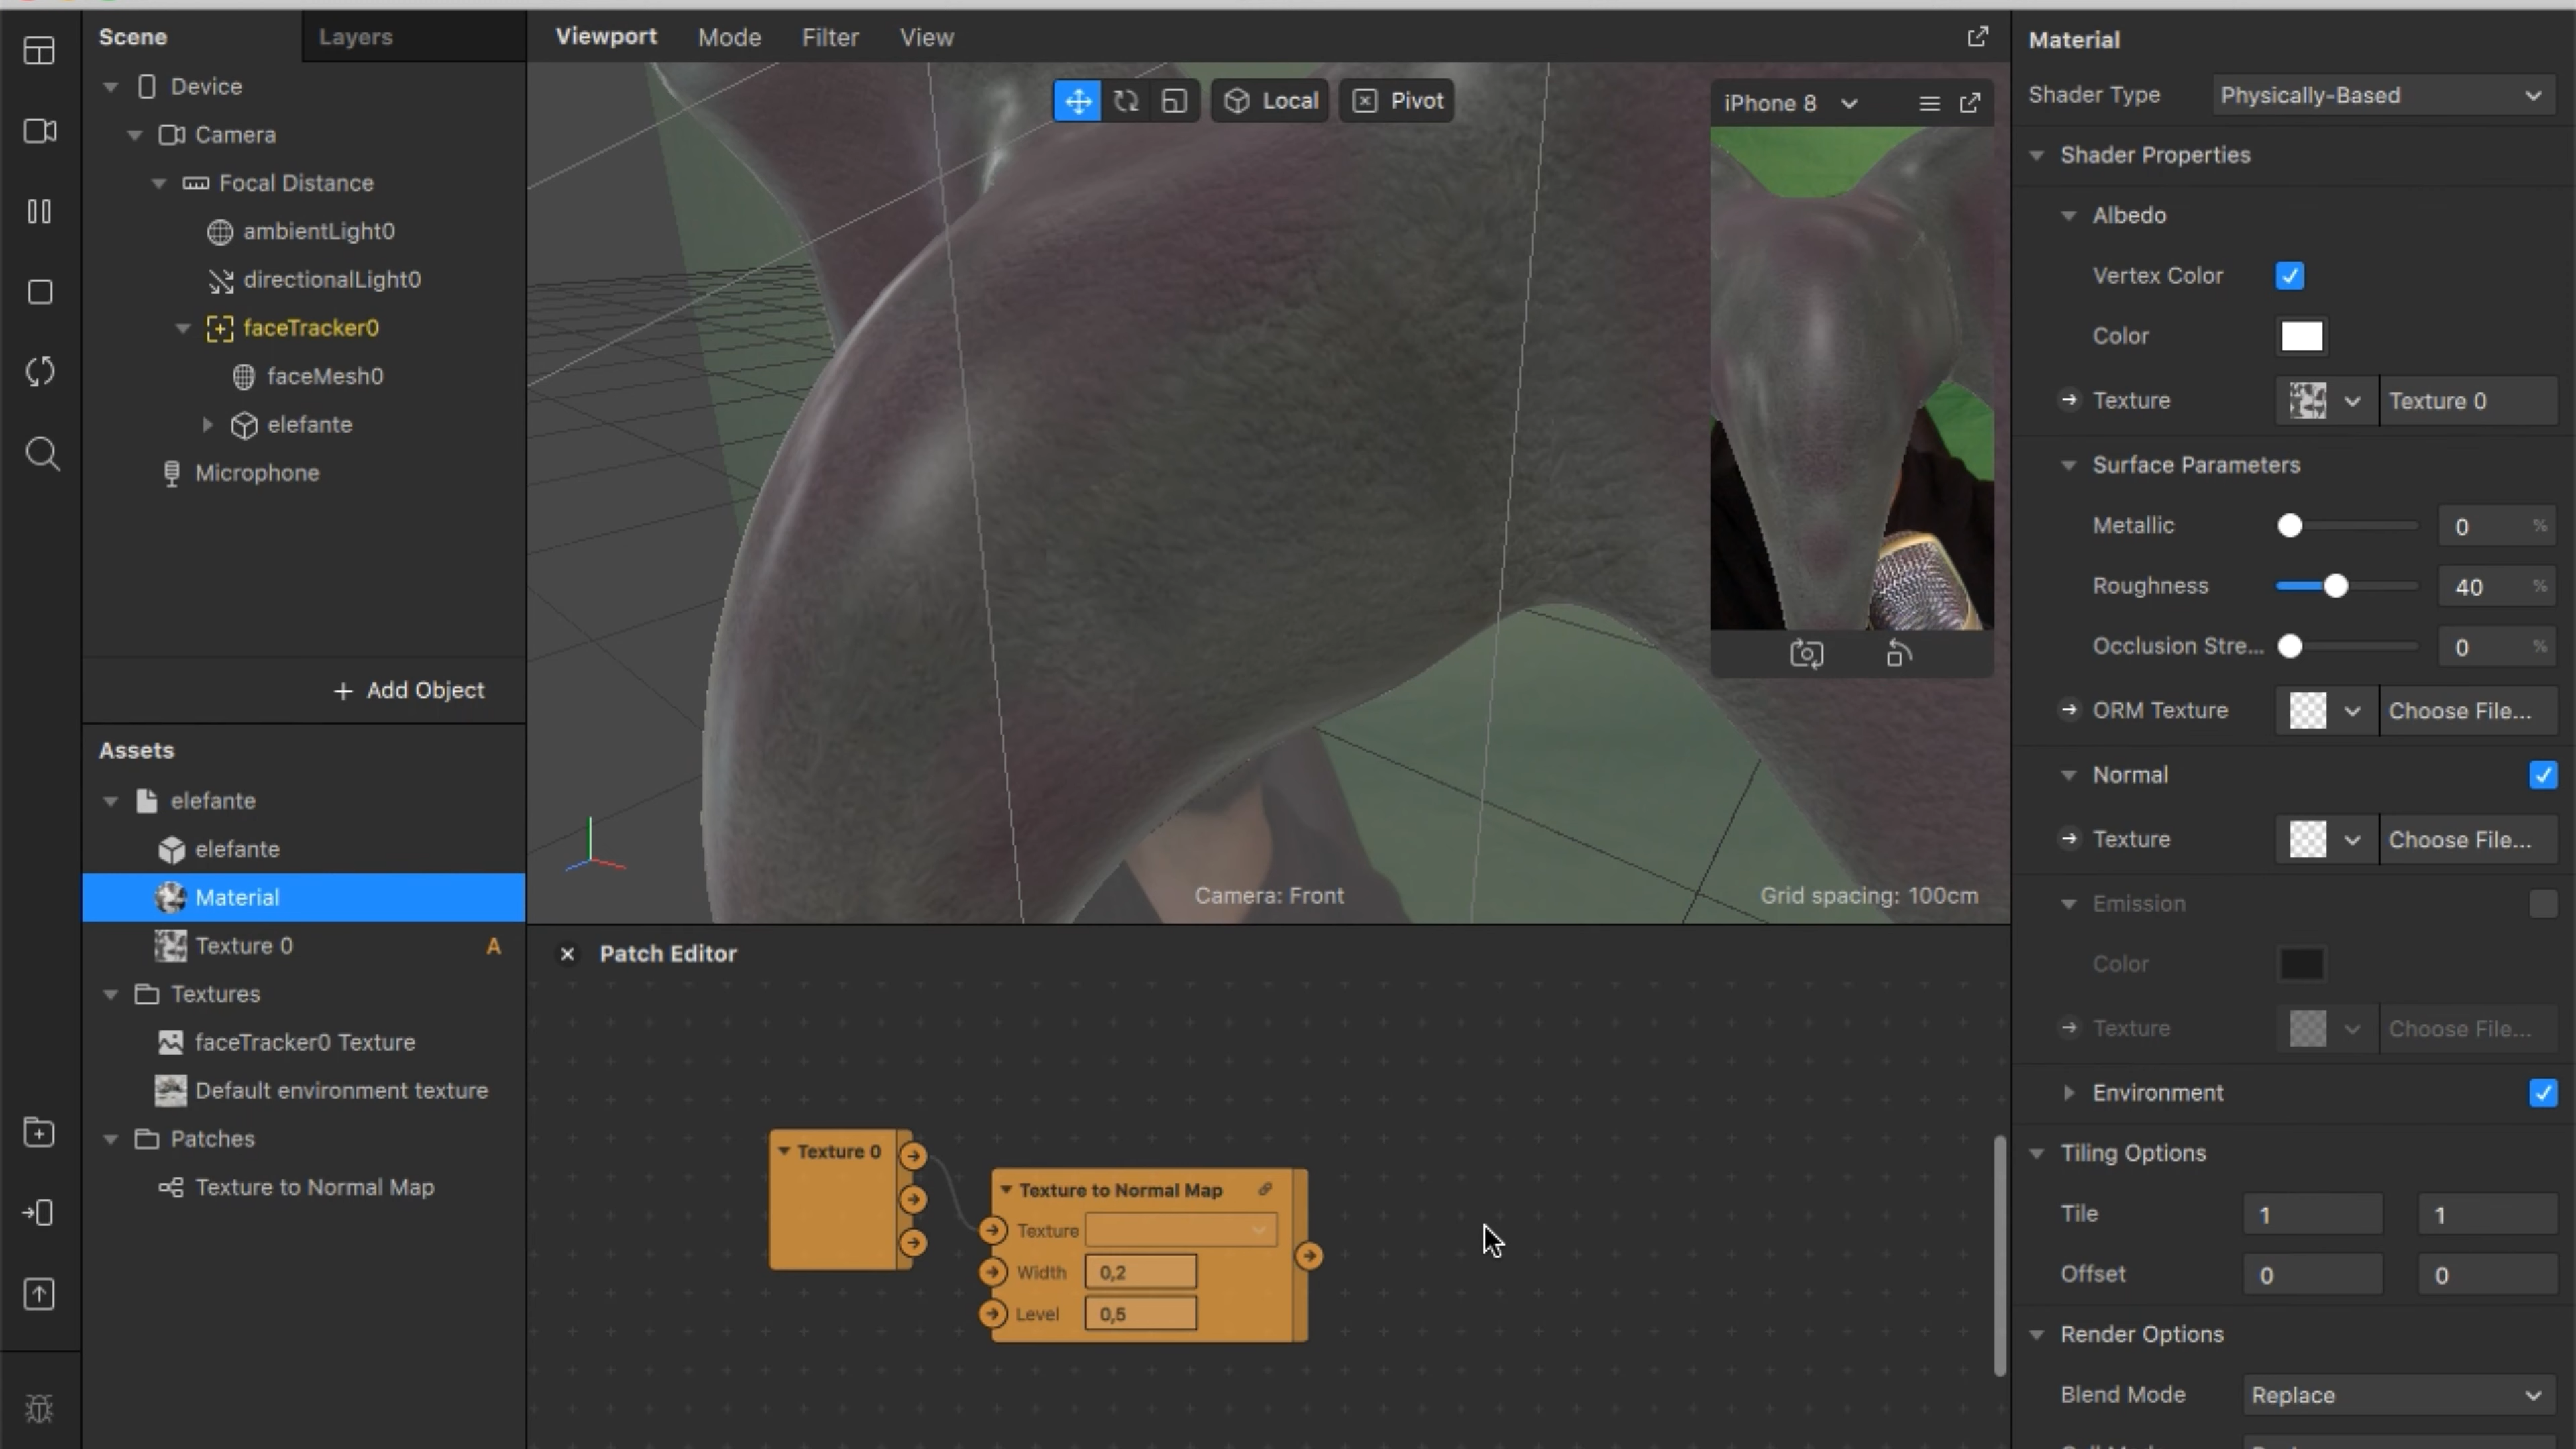 Scene
Layers
Device
Camera
Focal Distance
ambientLight0
directionalLight0
faceTracker0
faceMesh0
elefante
Microphone
+ Add Object
Assets
elefante
elefante
Material
Texture 0 A
Textures
faceTracker0 Texture
Default environment texture
Patches
Texture to Normal Map
Viewport Mode Filter View
Local
Pivot
iPhone 8
Camera: Front
Grid spacing: 100cm
Patch Editor
Texture 0
Texture to Normal Map
Texture
Width 0,2
Level 0,5
Material
Shader Type Physically-Based
Shader Properties
Albedo
Vertex Color
Color
Texture Texture 0
Surface Parameters
Metallic 0 %
Roughness 40 %
Occlusion Stre... 0 %
ORM Texture Choose File...
Normal
Texture Choose File...
Emission
Color
Texture Choose File...
Environment
Tiling Options
Tile 1 1
Offset 0 0
Render Options
Blend Mode Replace